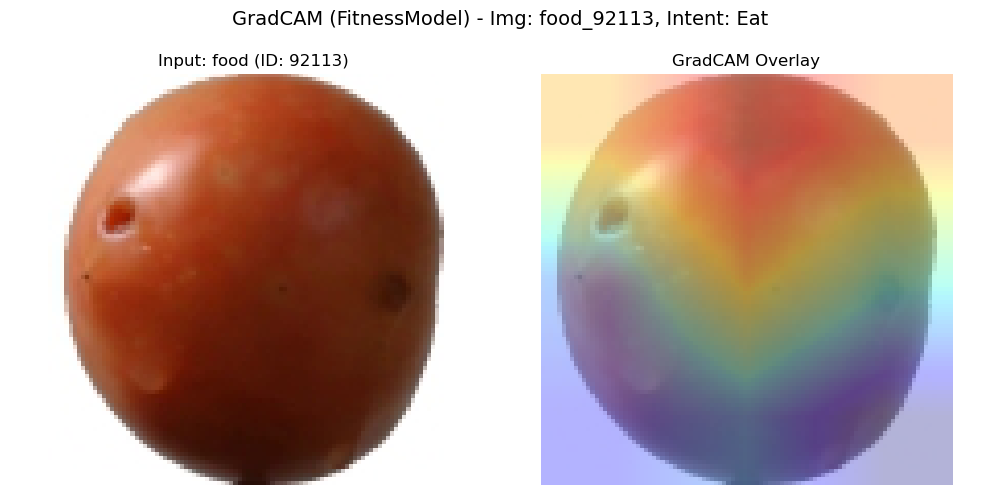 GradCAM (FitnessModel) - Img: food_92113, Intent: Eat
Input: food (ID: 92113)
GradCAM Overlay